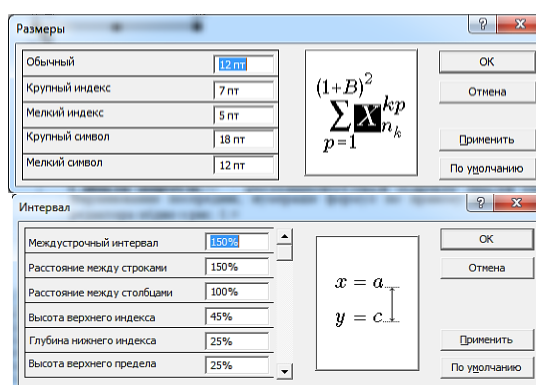 Размеры
Обычный 12 пт
Крупный индекс 7 пт
Мелкий индекс 5 пт
Крупный символ 18 пт
Мелкий символ 12 пт
(1+B)²
∑ X kp nk
p=1
OK
Отмена
Применить
По умолчанию
Интервал
Междустрочный интервал 150%
Расстояние между строками 150%
Расстояние между столбцами 100%
Высота верхнего индекса 45%
Глубина нижнего индекса 25%
Высота верхнего предела 25%
x = a
y = c
OK
Отмена
Применить
По умолчанию